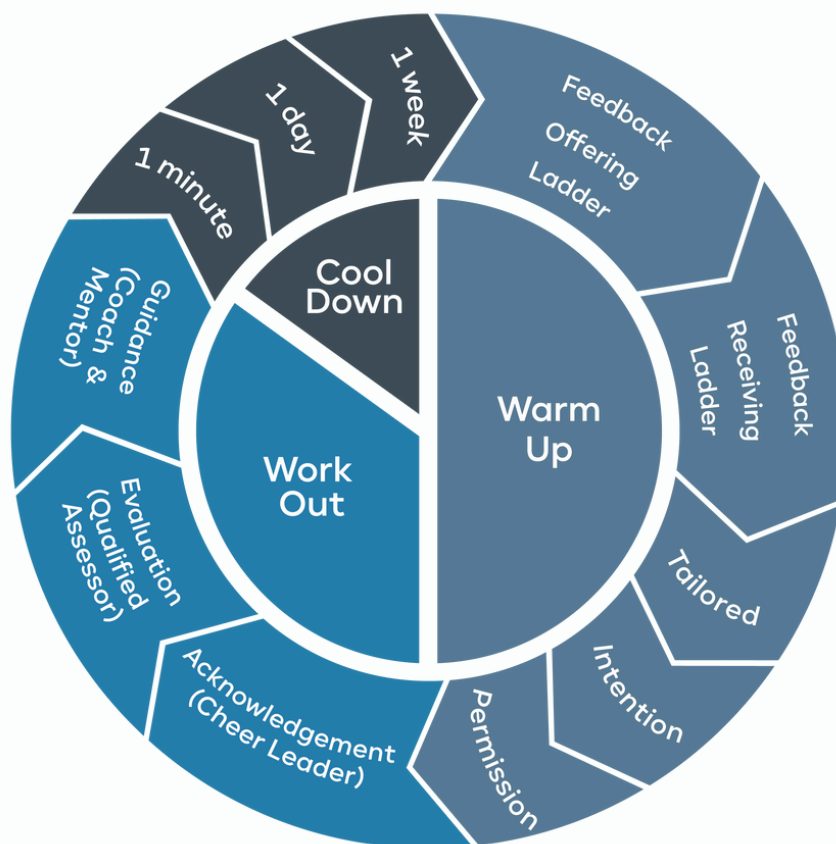 Warm
Up
Work
Out
Cool
Down
Feedback
Offering
Ladder
Feedback
Receiving
Ladder
Tailored
Intention
Permission
Acknowledgement
(Cheer Leader)
Evaluation
(Qualified
Assessor)
Guidance
(Coach &
Mentor)
1 minute
1 day
1 week